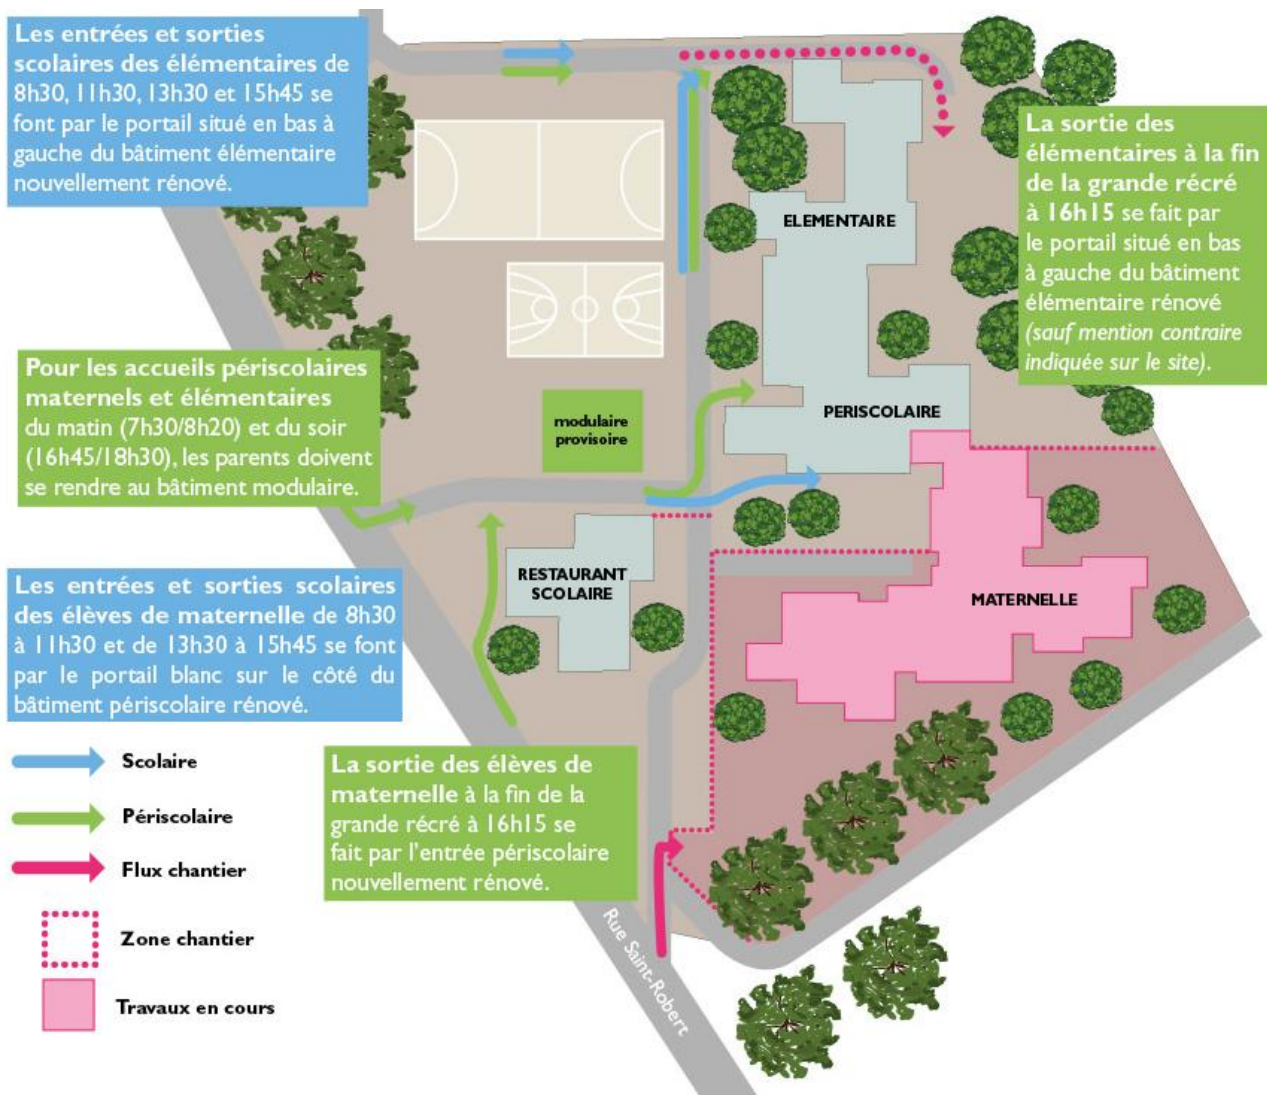 Les entrées et sorties
scolaires des élémentaires de
8h30, 11h30, 13h30 et 15h45 se
font par le portail situé en bas à
gauche du bâtiment élémentaire
nouvellement rénové.
La sortie des
élémentaires à la fin
de la grande récré
à 16h15 se fait par
le portail situé en bas
à gauche du bâtiment
élémentaire rénové
(sauf mention contraire
indiquée sur le site).
ELEMENTAIRE
Pour les accueils périscolaires
maternels et élémentaires
du matin (7h30/8h20) et du soir
(16h45/18h30), les parents doivent
se rendre au bâtiment modulaire.
modulaire
provisoire
PERISCOLAIRE
Les entrées et sorties scolaires
des élèves de maternelle de 8h30
à 11h30 et de 13h30 à 15h45 se font
par le portail blanc sur le côté du
bâtiment périscolaire rénové.
RESTAURANT
SCOLAIRE
MATERNELLE
La sortie des élèves de
maternelle à la fin de la
grande récré à 16h15 se
fait par l'entrée périscolaire
nouvellement rénové.
Scolaire
Périscolaire
Flux chantier
Zone chantier
Travaux en cours
Rue Saint-Robert